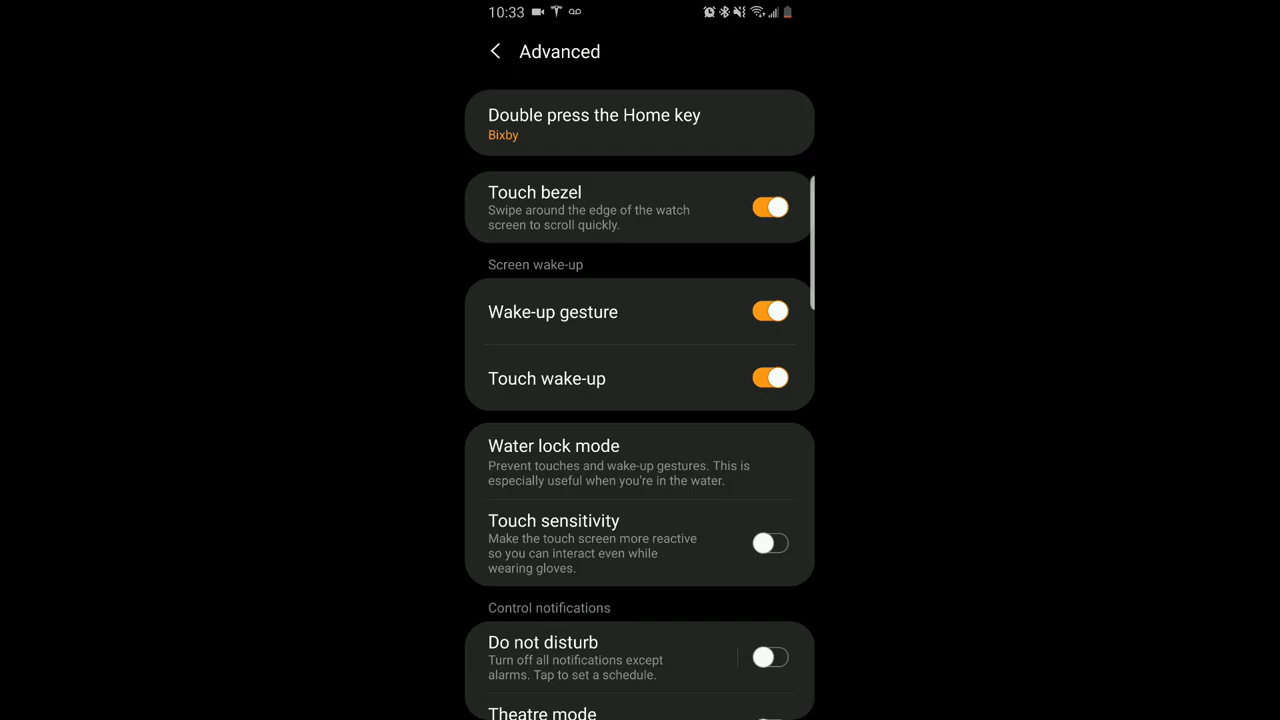 10:33
Advanced
Double press the Home key
Bixby
Touch bezel
Swipe around the edge of the watch
screen to scroll quickly.
Screen wake-up
Wake-up gesture
Touch wake-up
Water lock mode
Prevent touches and wake-up gestures. This is
especially useful when you're in the water.
Touch sensitivity
Make the touch screen more reactive
so you can interact even while
wearing gloves.
Control notifications
Do not disturb
Turn off all notifications except
alarms. Tap to set a schedule.
Theatre mode